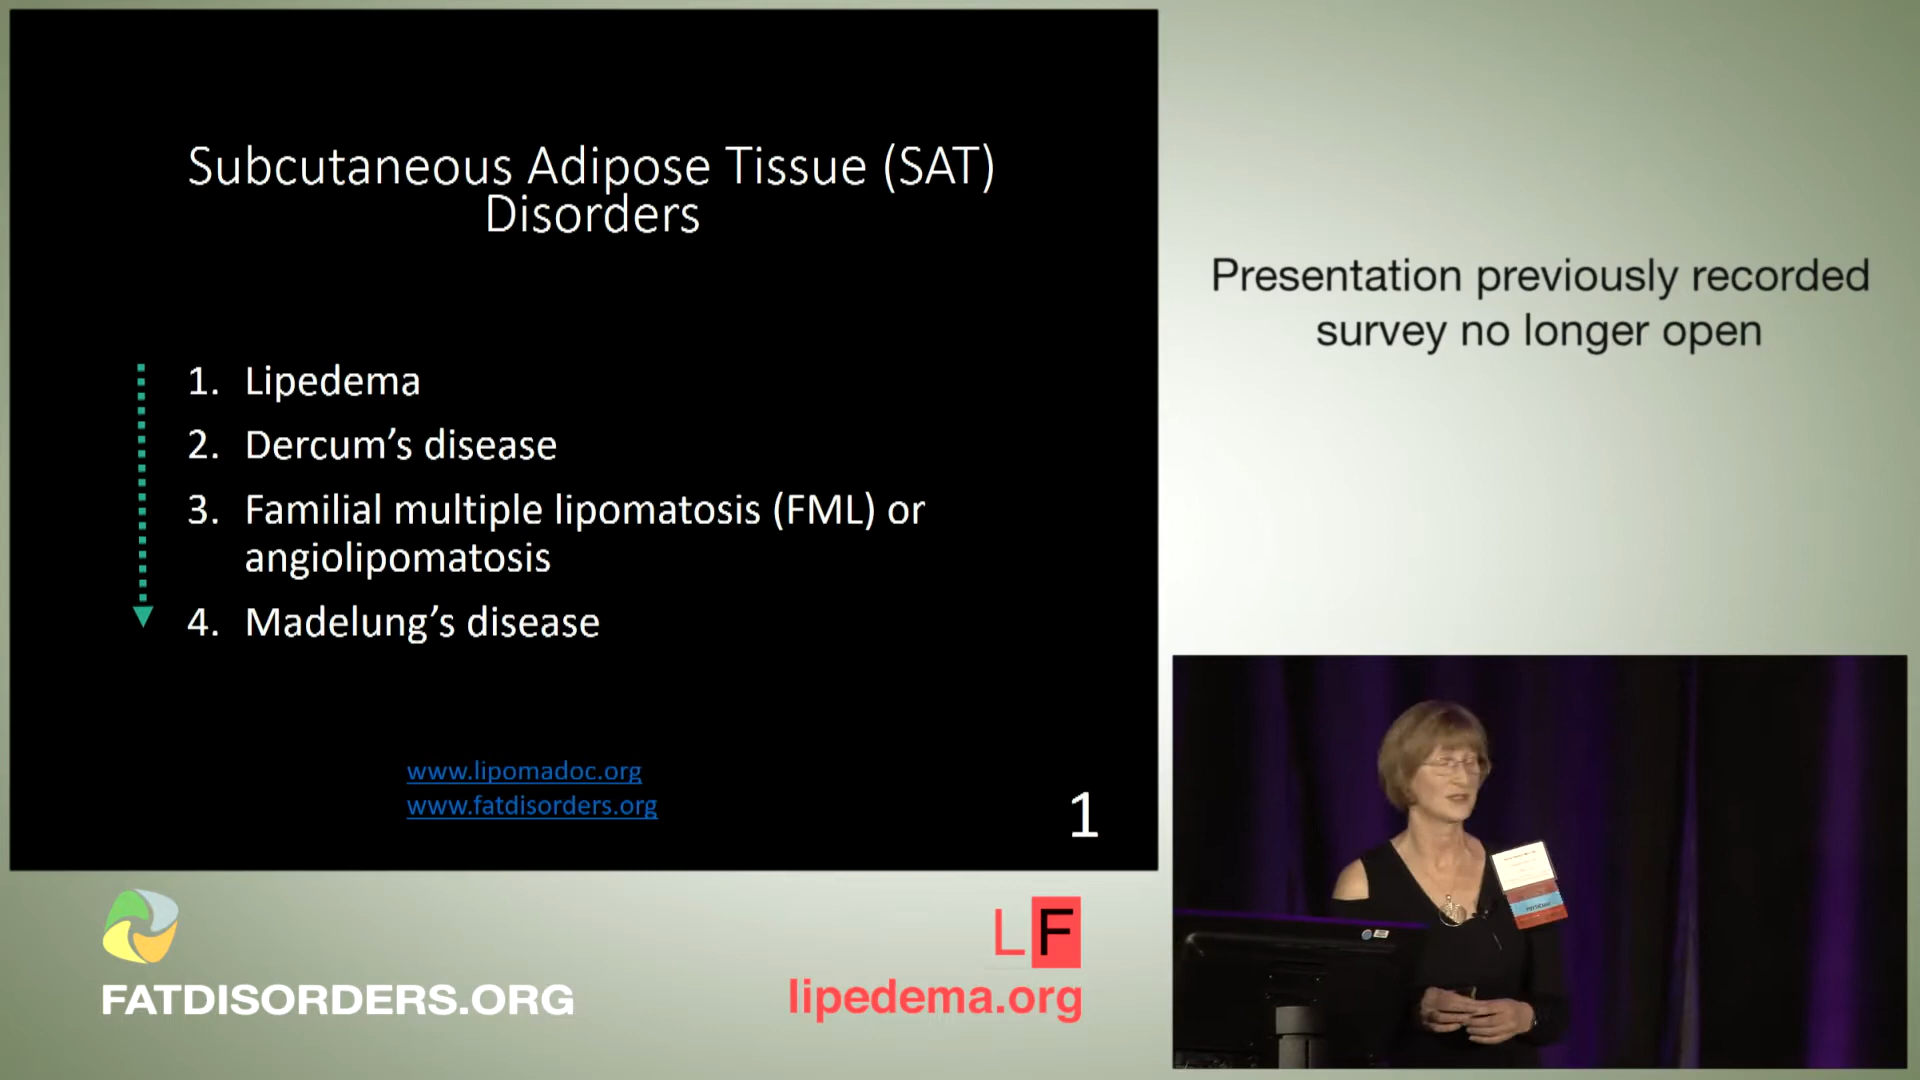 Subcutaneous Adipose Tissue (SAT)
Disorders
1. Lipedema
2. Dercum’s disease
3. Familial multiple lipomatosis (FML) or
angiolipomatosis
4. Madelung’s disease
www.lipomadoc.org
www.fatdisorders.org
1
Presentation previously recorded
survey no longer open
FATDISORDERS.ORG
LF
lipedema.org